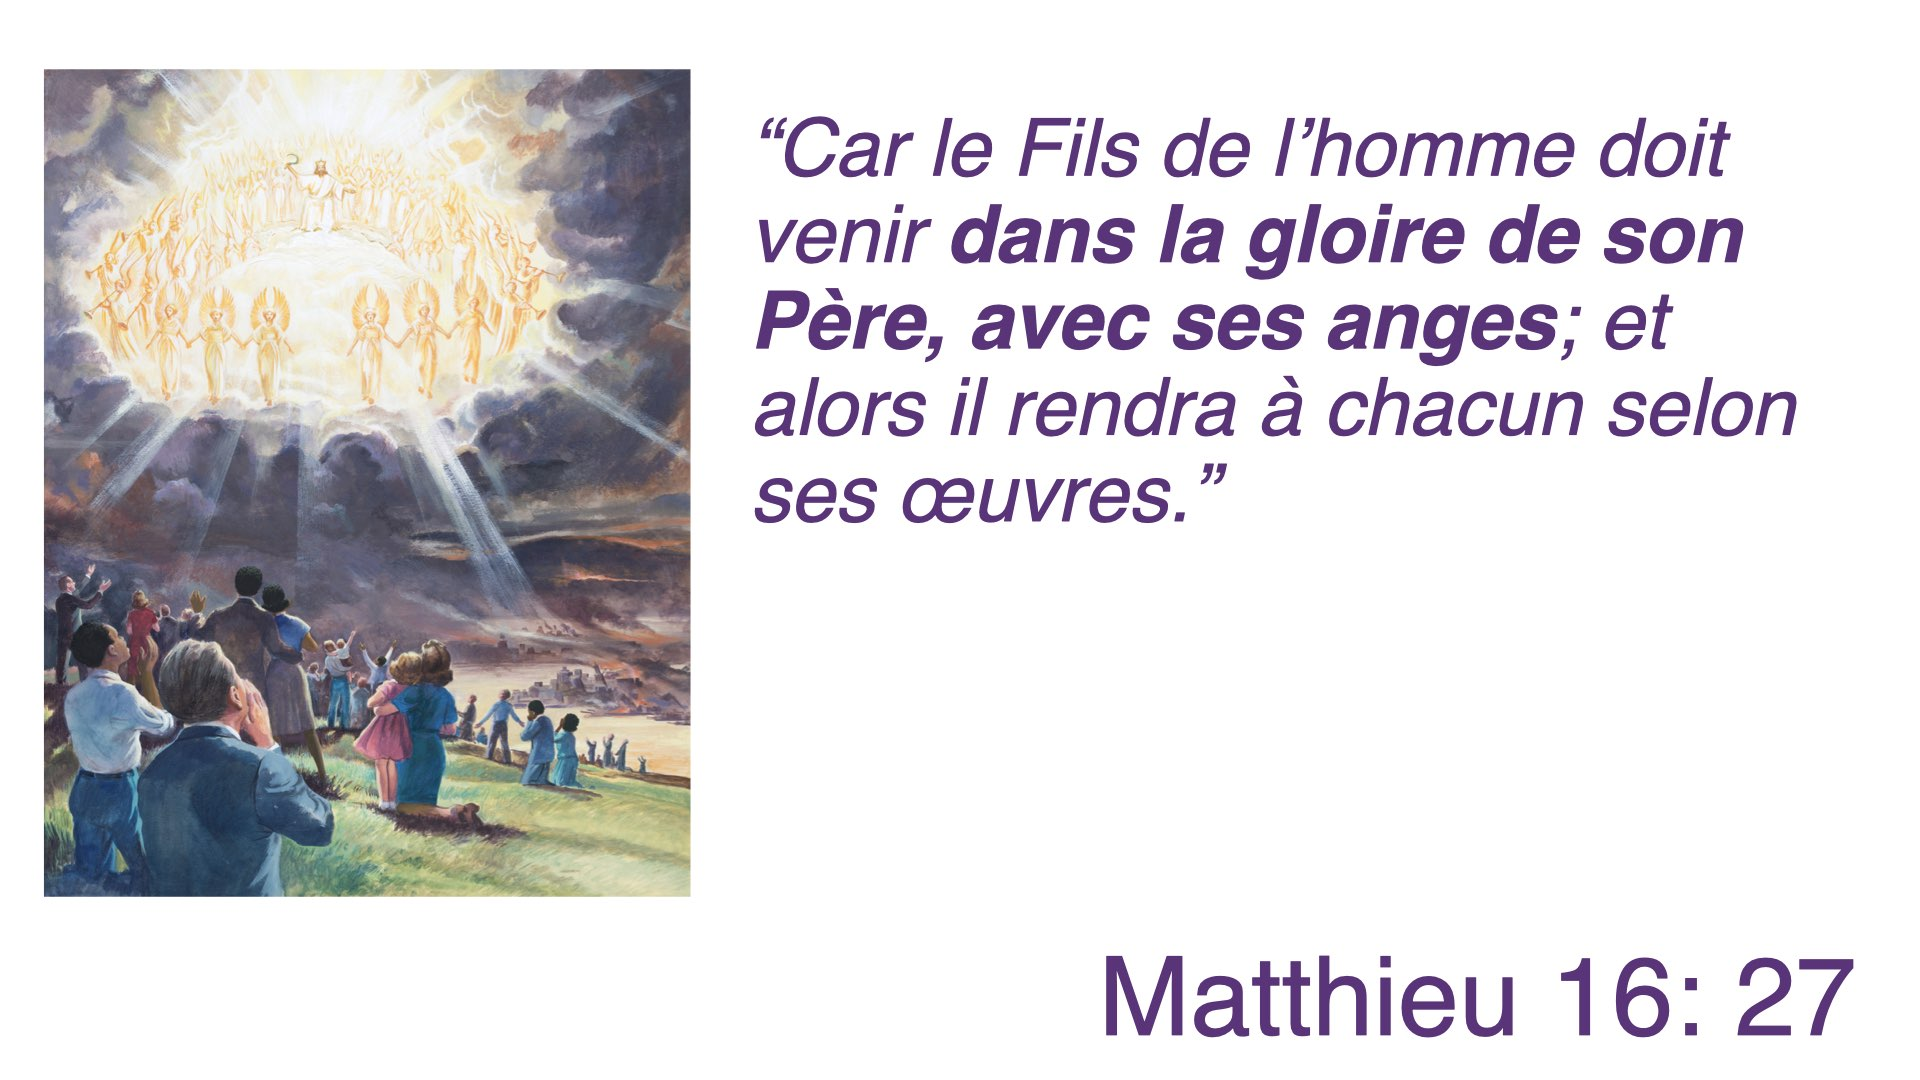 “Car le Fils de l’homme doit
venir dans la gloire de son
Père, avec ses anges; et
alors il rendra à chacun selon
ses œuvres.”
Matthieu 16: 27